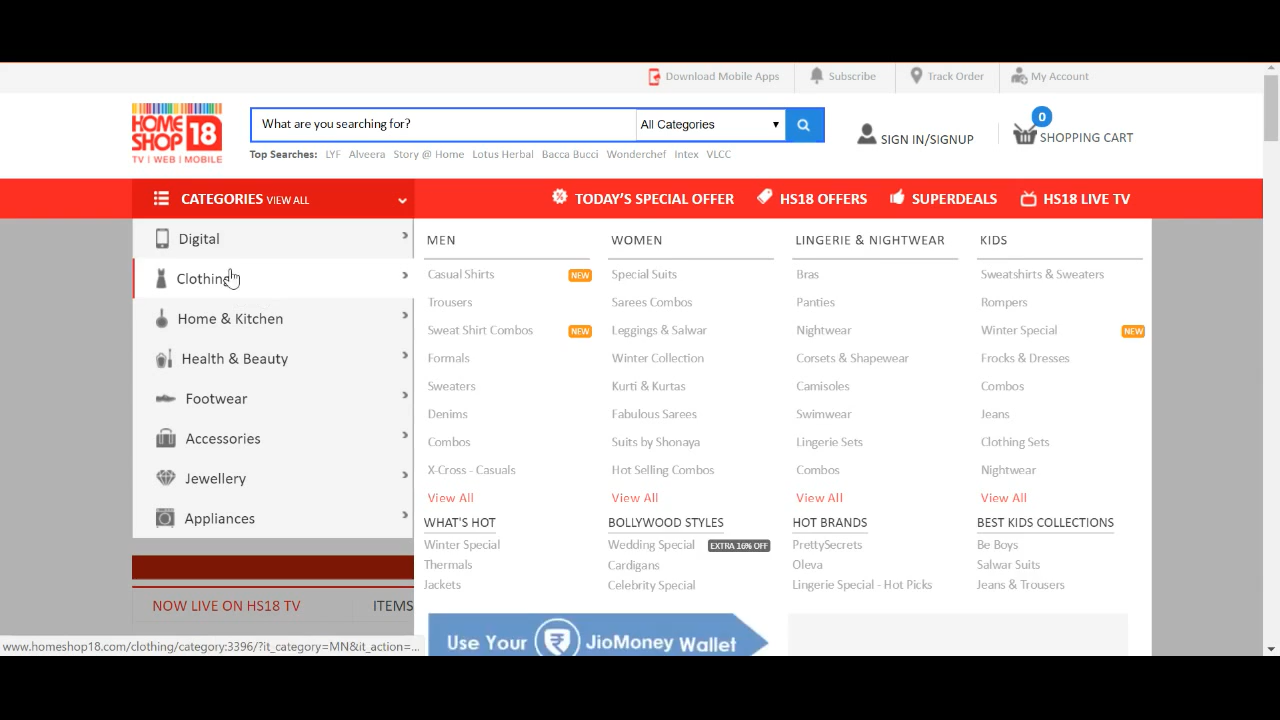 Download Mobile Apps
Subscribe
Track Order
My Account
HOME SHOP 18
TV | WEB | MOBILE
What are you searching for?
All Categories
SIGN IN/SIGNUP
0
SHOPPING CART
Top Searches: LYF Alveera Story @ Home Lotus Herbal Bacca Bucci Wonderchef Intex VLCC
CATEGORIES VIEW ALL
TODAY'S SPECIAL OFFER
HS18 OFFERS
SUPERDEALS
HS18 LIVE TV
Digital
Clothing
Home & Kitchen
Health & Beauty
Footwear
Accessories
Jewellery
Appliances
MEN
Casual Shirts NEW
Trousers
Sweat Shirt Combos NEW
Formals
Sweaters
Denims
Combos
X-Cross - Casuals
View All
WHAT'S HOT
Winter Special
Thermals
Jackets
WOMEN
Special Suits
Sarees Combos
Leggings & Salwar
Winter Collection
Kurti & Kurtas
Fabulous Sarees
Suits by Shonaya
Hot Selling Combos
View All
BOLLYWOOD STYLES
Wedding Special EXTRA 16% OFF
Cardigans
Celebrity Special
LINGERIE & NIGHTWEAR
Bras
Panties
Nightwear
Corsets & Shapewear
Camisoles
Swimwear
Lingerie Sets
Combos
View All
HOT BRANDS
PrettySecrets
Oleva
Lingerie Special - Hot Picks
KIDS
Sweatshirts & Sweaters
Rompers
Winter Special NEW
Frocks & Dresses
Combos
Jeans
Clothing Sets
Nightwear
View All
BEST KIDS COLLECTIONS
Be Boys
Salwar Suits
Jeans & Trousers
NOW LIVE ON HS18 TV
ITEMS
Use Your ₹ JioMoney Wallet
www.homeshop18.com/clothing/category:3396/?it_category=MN&it_action=...